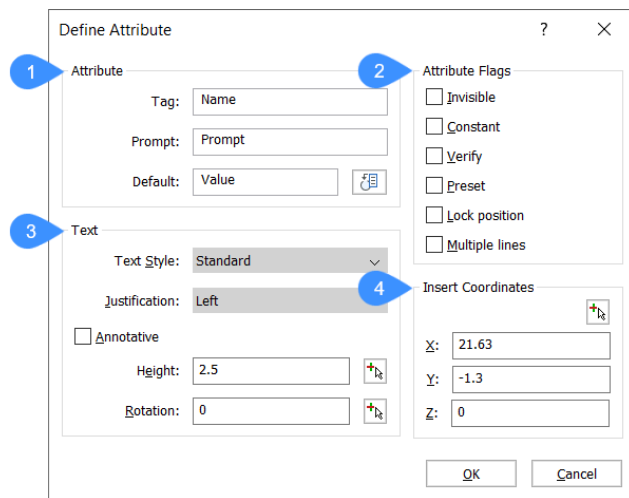 Define Attribute
?
1
Attribute
Tag: Name
Prompt: Prompt
Default: Value
2
Attribute Flags
Invisible
Constant
Verify
Preset
Lock position
Multiple lines
3
Text
Text Style: Standard
Justification: Left
Annotative
Height: 2.5
Rotation: 0
4
Insert Coordinates
X: 21.63
Y: -1.3
Z: 0
OK
Cancel